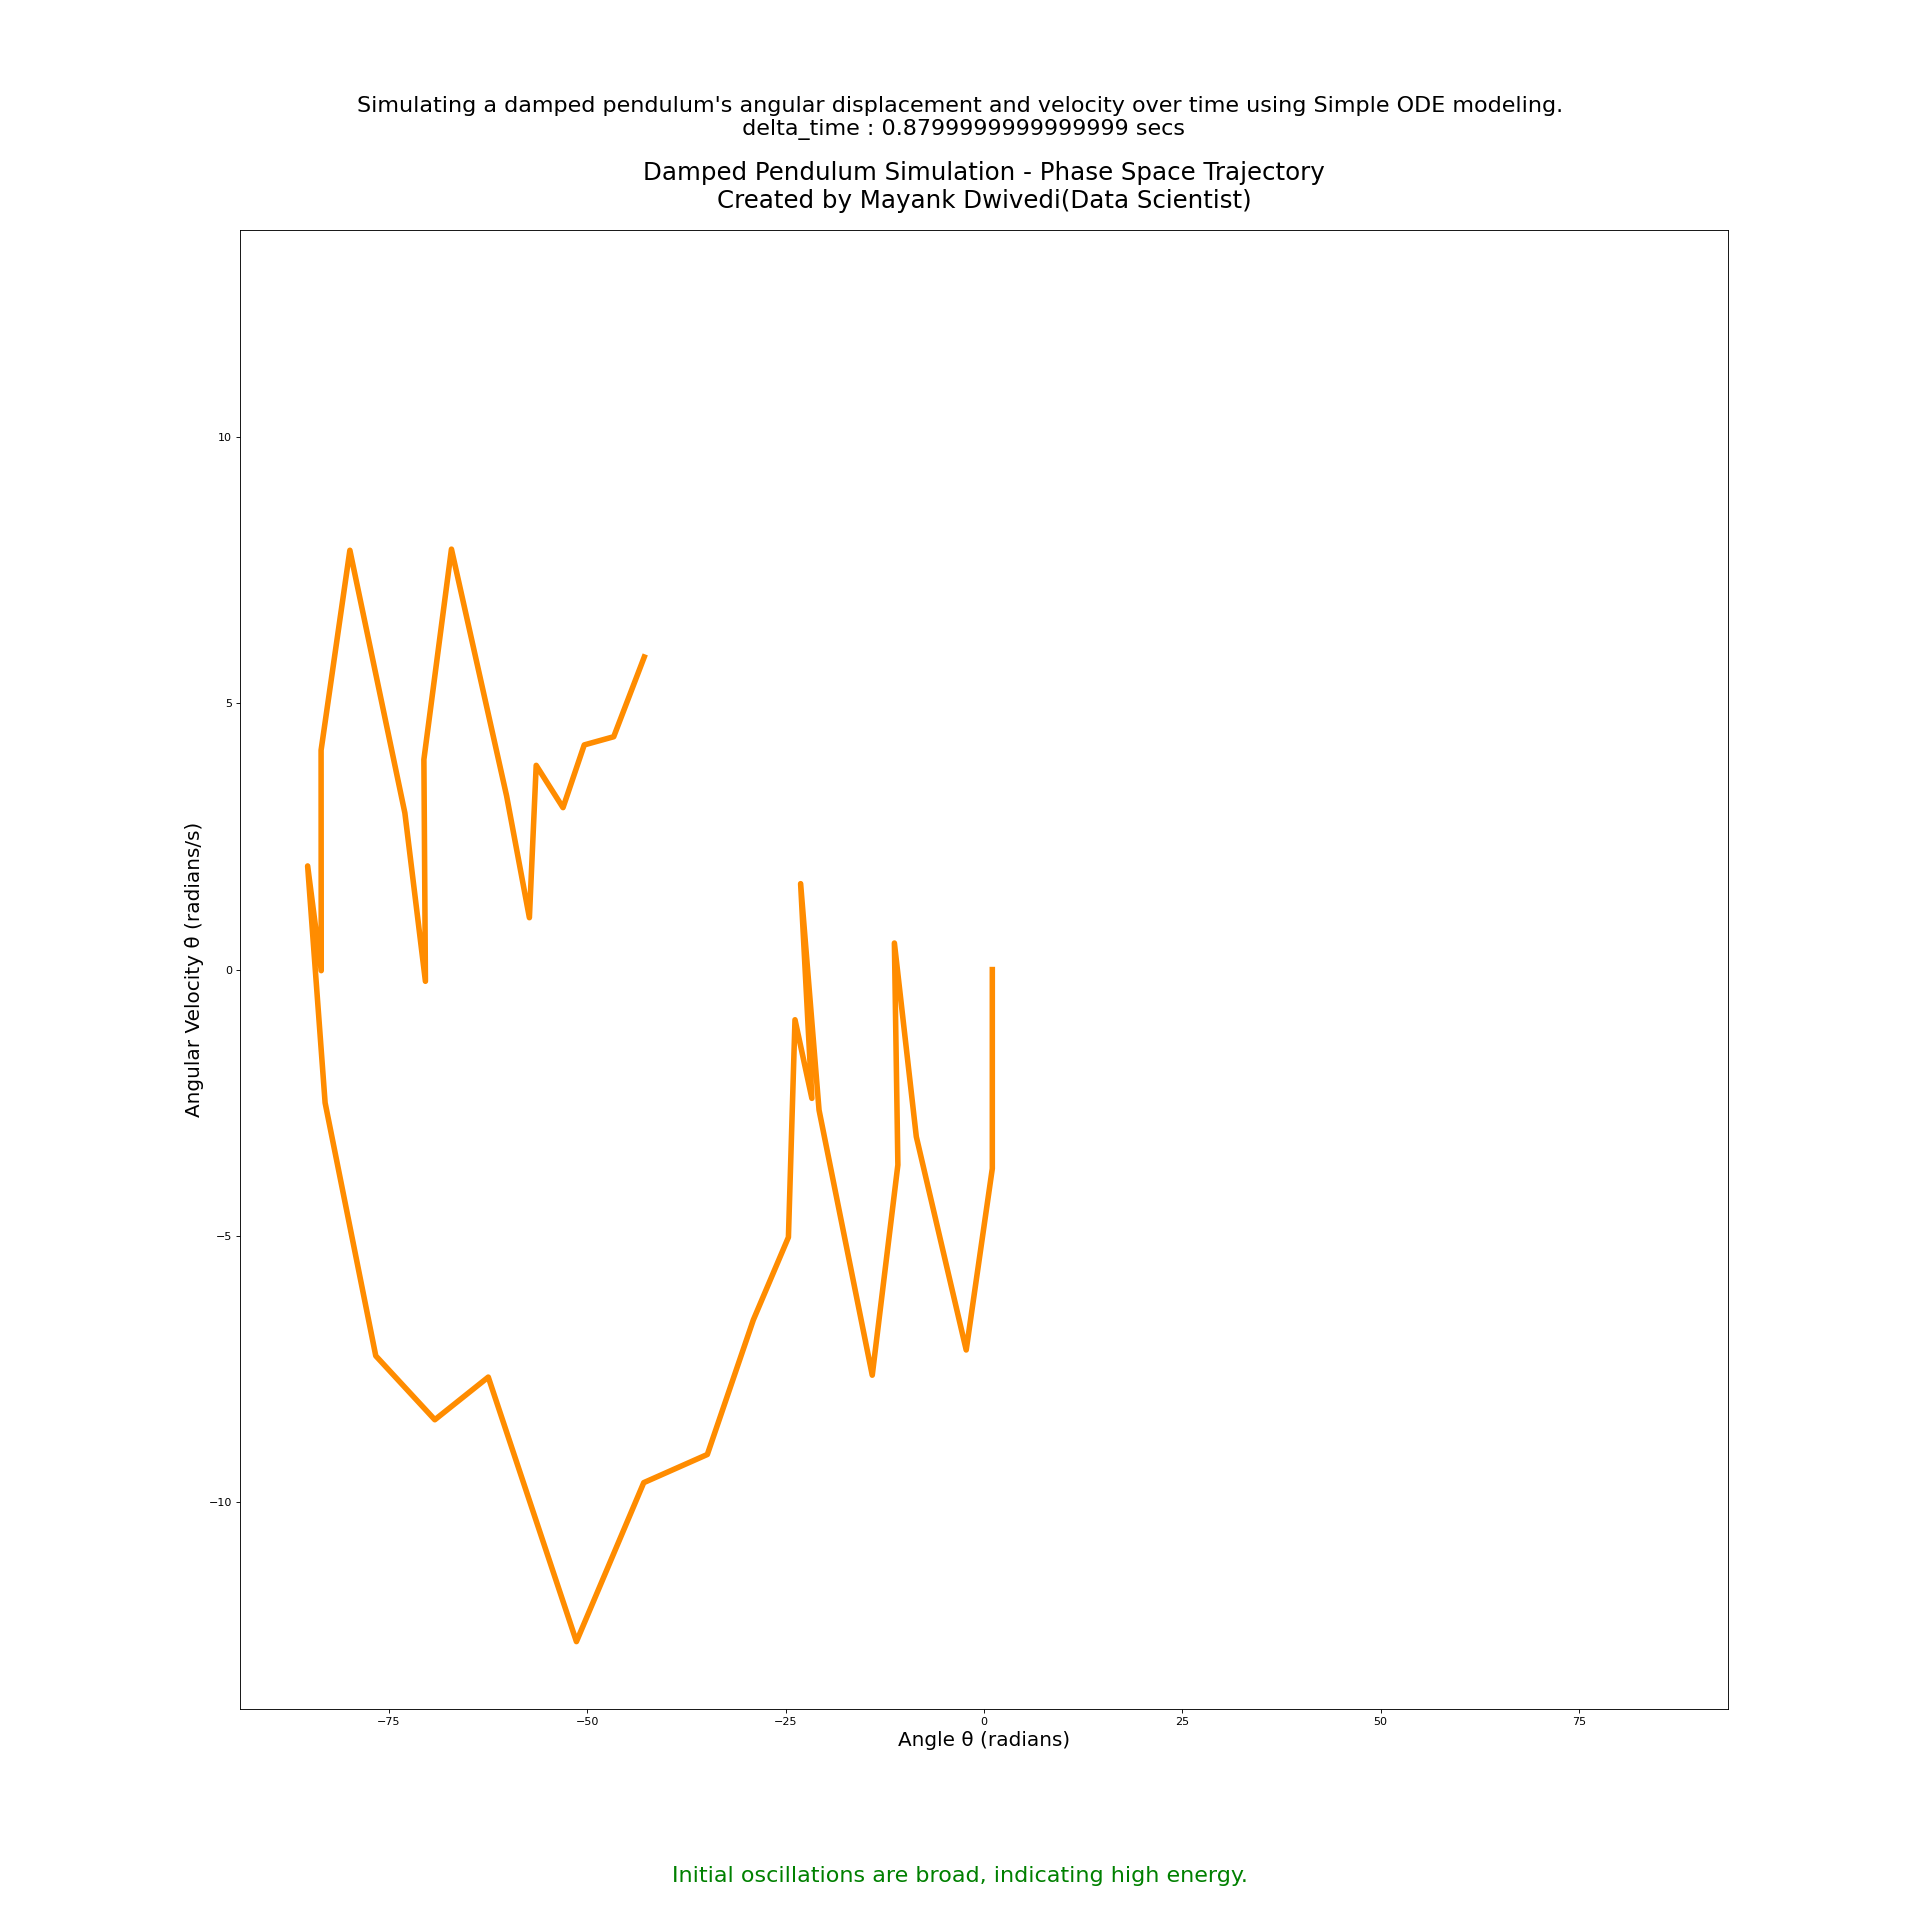 Simulating a damped pendulum's angular displacement and velocity over time using Simple ODE modeling.
delta_time : 0.8799999999999999 secs
Damped Pendulum Simulation - Phase Space Trajectory
Created by Mayank Dwivedi(Data Scientist)
Angular Velocity θ (radians/s)
10
5
0
−5
−10
−75
−50
−25
0
25
50
75
Angle θ (radians)
Initial oscillations are broad, indicating high energy.